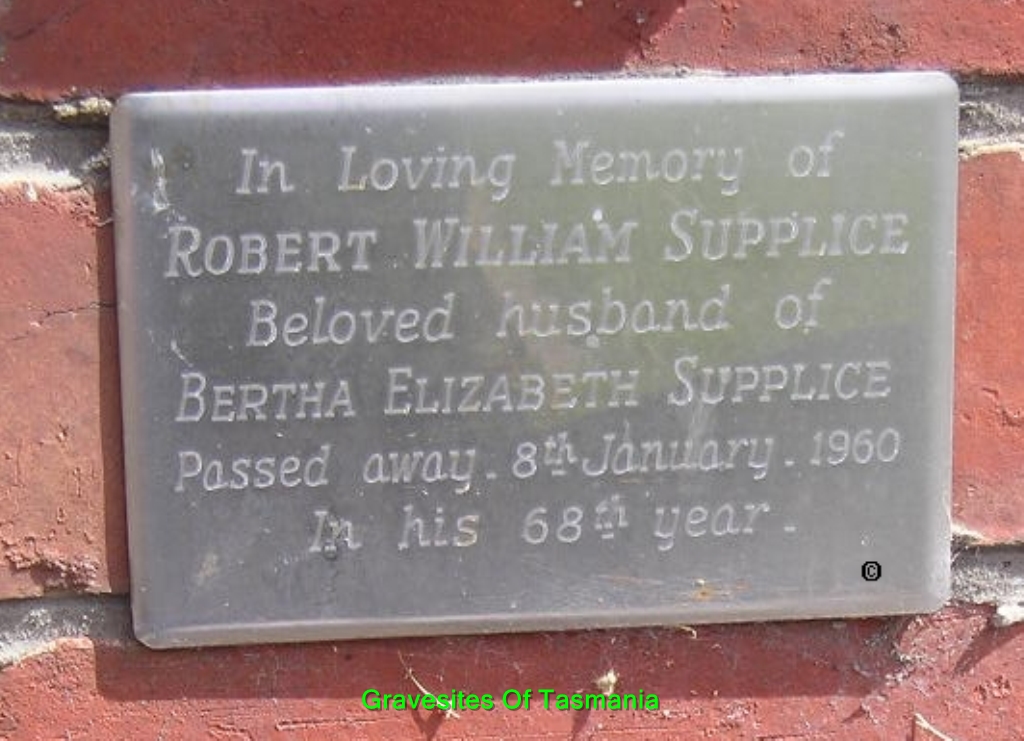 In Loving Memory of
ROBERT WILLIAM SUPPLICE
Beloved husband of
BERTHA ELIZABETH SUPPLICE
Passed away. 8th January. 1960
In his 68th year.
©
Gravesites Of Tasmania